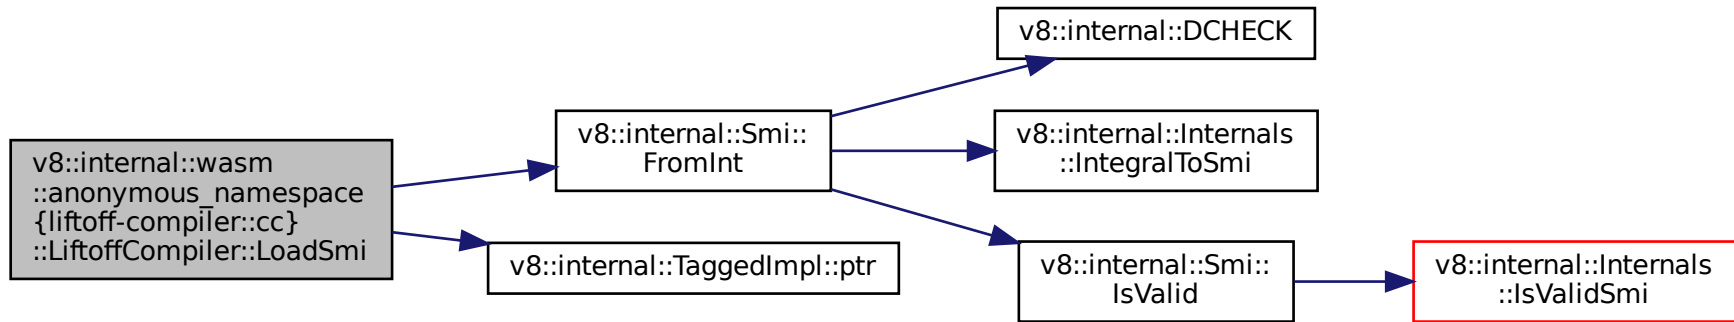 v8::internal::wasm
::anonymous_namespace
{liftoff-compiler::cc}
::LiftoffCompiler::LoadSmi
v8::internal::Smi::
FromInt
v8::internal::DCHECK
v8::internal::Internals
::IntegralToSmi
v8::internal::Smi::
IsValid
v8::internal::Internals
::IsValidSmi
v8::internal::TaggedImpl::ptr